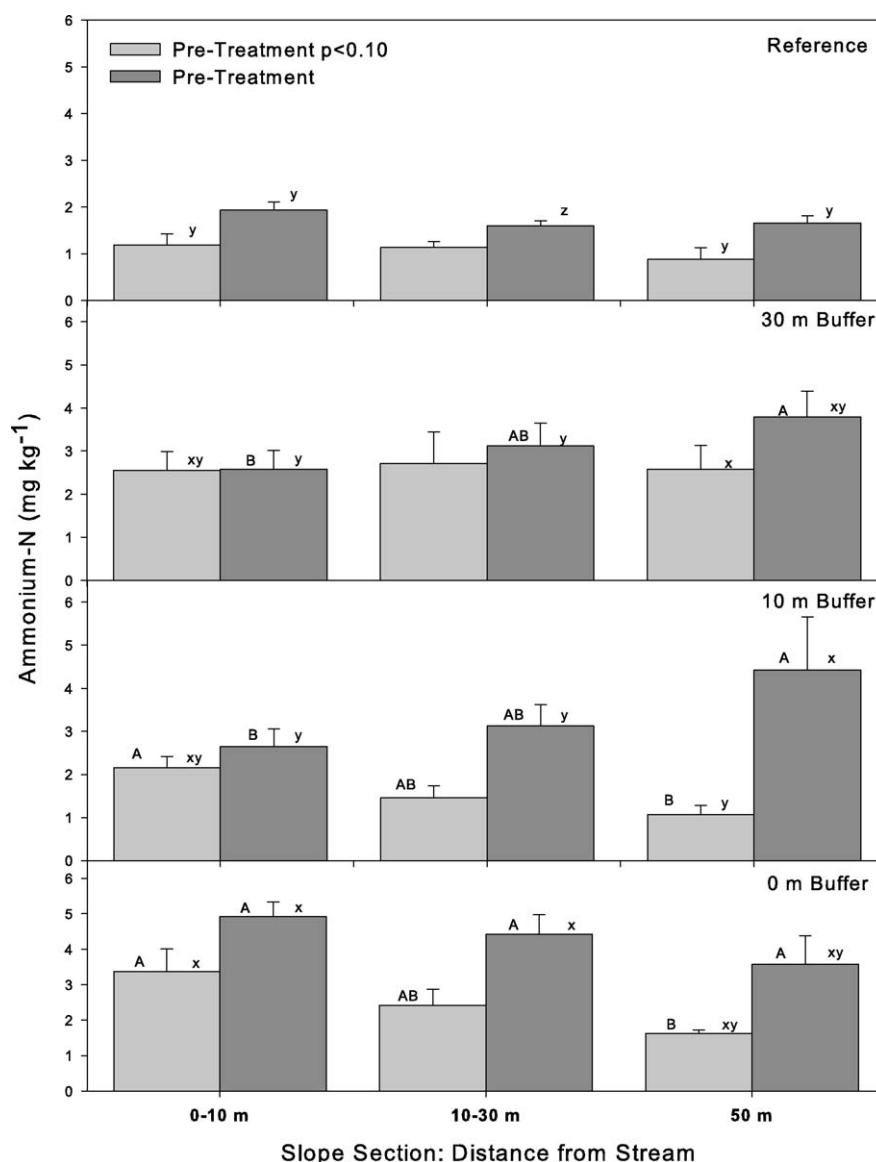 6
Pre-Treatment p<0.10
Reference
5
Pre-Treatment
4
3
2
1
0
y
y
z
y
y
30 m Buffer
6
5
4
3
2
1
0
xy
B y
AB y
x
A xy
10 m Buffer
6
5
4
3
2
1
0
A xy
B y
AB
AB y
B y
A x
0 m Buffer
6
5
4
3
2
1
0
A x
A x
AB
A x
B xy
A xy
Ammonium-N (mg kg⁻¹)
0-10 m 10-30 m 50 m
Slope Section: Distance from Stream